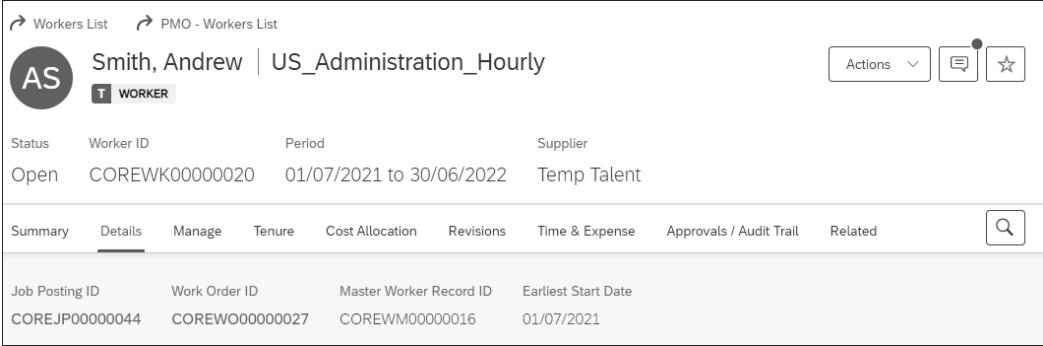 Workers List PMO - Workers List
AS Smith, Andrew US_Administration_Hourly Actions
T WORKER
Status Worker ID Period Supplier
Open COREWK00000020 01/07/2021 to 30/06/2022 Temp Talent
Summary Details Manage Tenure Cost Allocation Revisions Time & Expense Approvals / Audit Trail Related
Job Posting ID Work Order ID Master Worker Record ID Earliest Start Date
COREJP00000044 COREWO00000027 COREWM00000016 01/07/2021